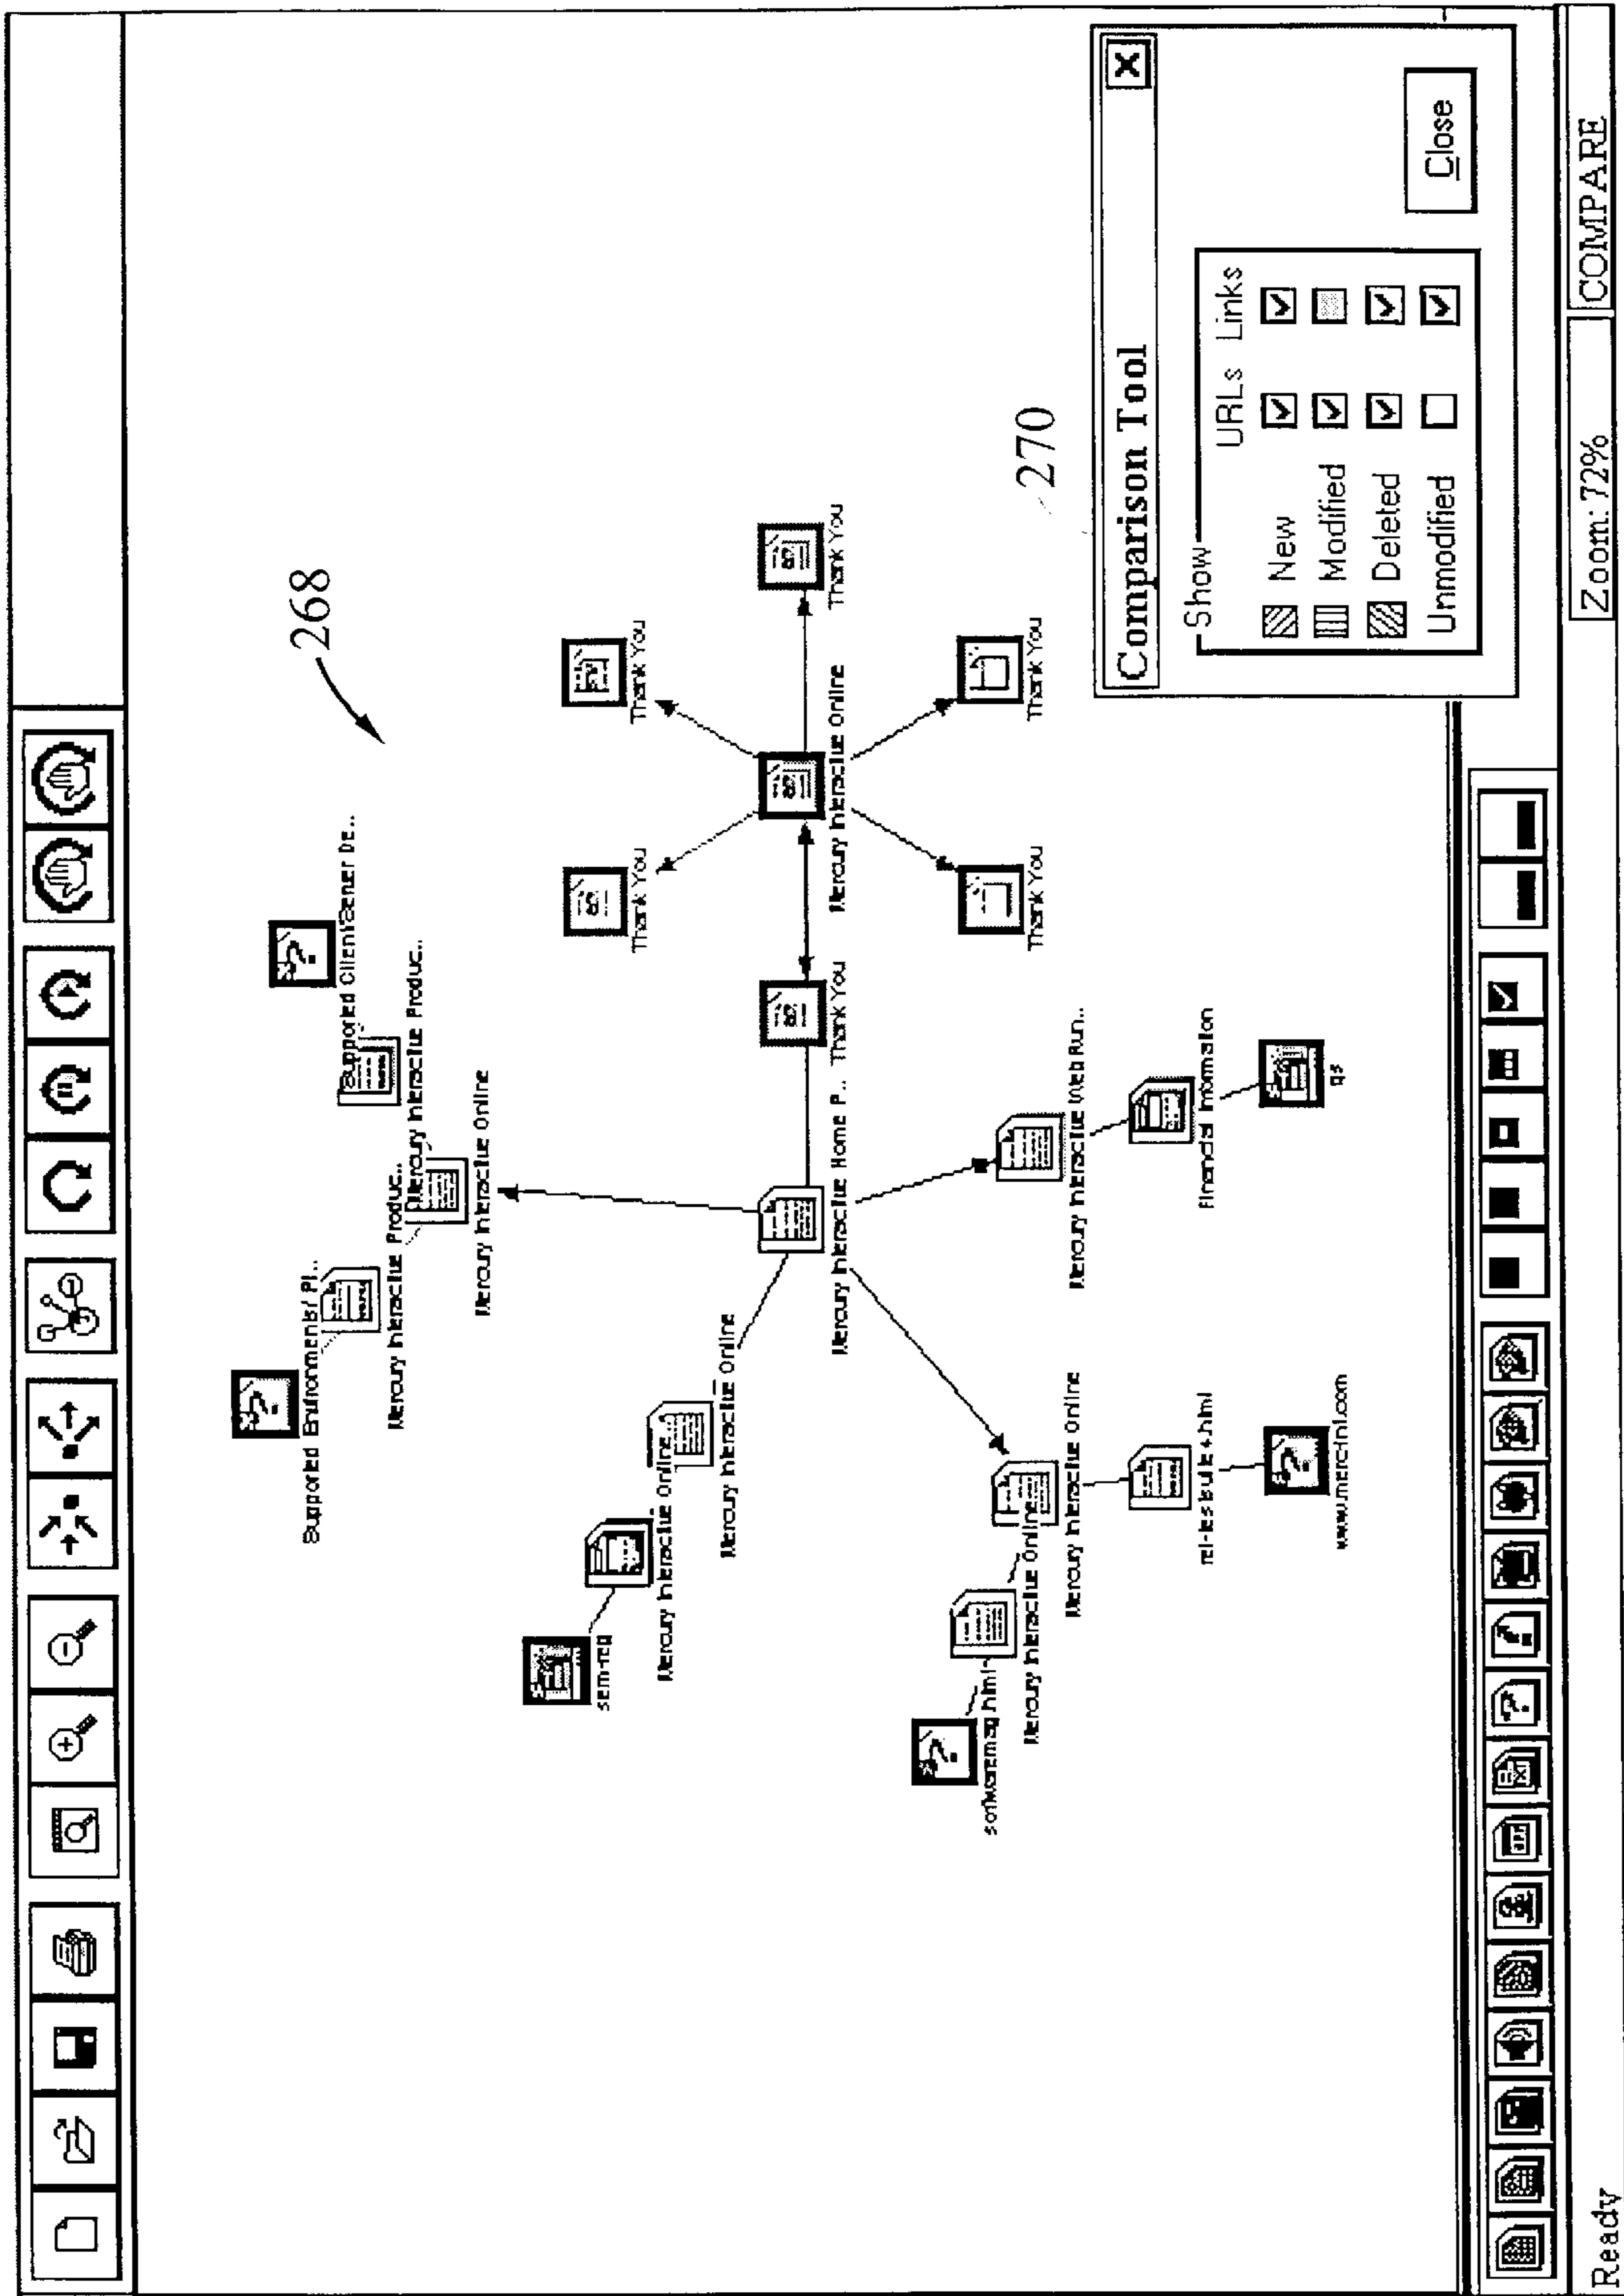 268
Supported Client/Server De..
Mercury Interactive Produc..
Supported Environments/ Pl..
Mercury Interactive Produc..
Mercury Interactive Online
Thank You
Thank You
Thank You
Mercury Interactive Online
Thank You
Thank You
Thank You
Mercury Interactive Home P..
sem-req
Mercury Interactive Online
Mercury Interactive Online
Mercury Interactive Web Run..
Financial Information
qs
softwaremag.html
Mercury Interactive Online
Mercury Interactive Online
www.merc-int.com
270
Comparison Tool
Show
URLs Links
New
Modified
Deleted
Unmodified
Close
Ready
Zoom: 72%
COMPARE